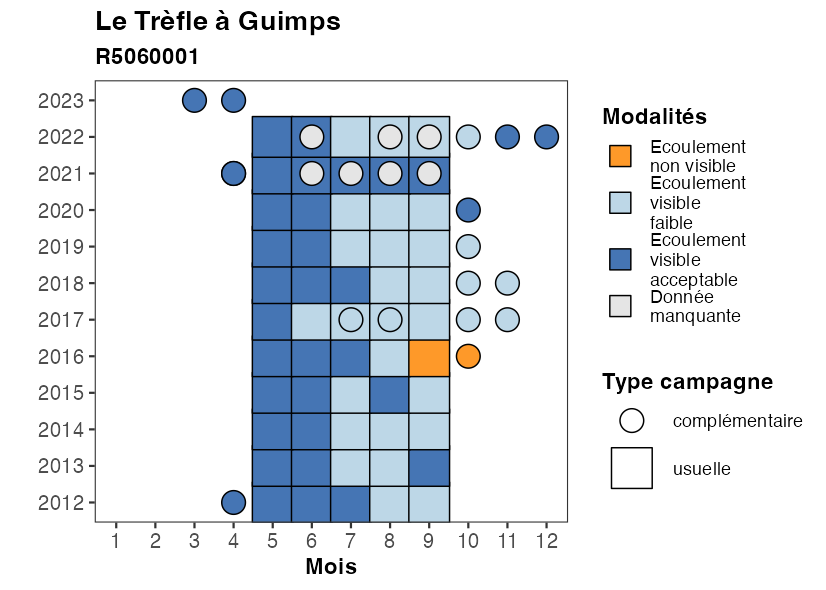 Le Trèfle à Guimps
R5060001
2023
2022
2021
2020
2019
2018
2017
2016
2015
2014
2013
2012
1 2 3 4 5 6 7 8 9 10 11 12
Mois
Modalités
Ecoulement
non visible
Ecoulement
visible
faible
Ecoulement
visible
acceptable
Donnée
manquante
Type campagne
complémentaire
usuelle